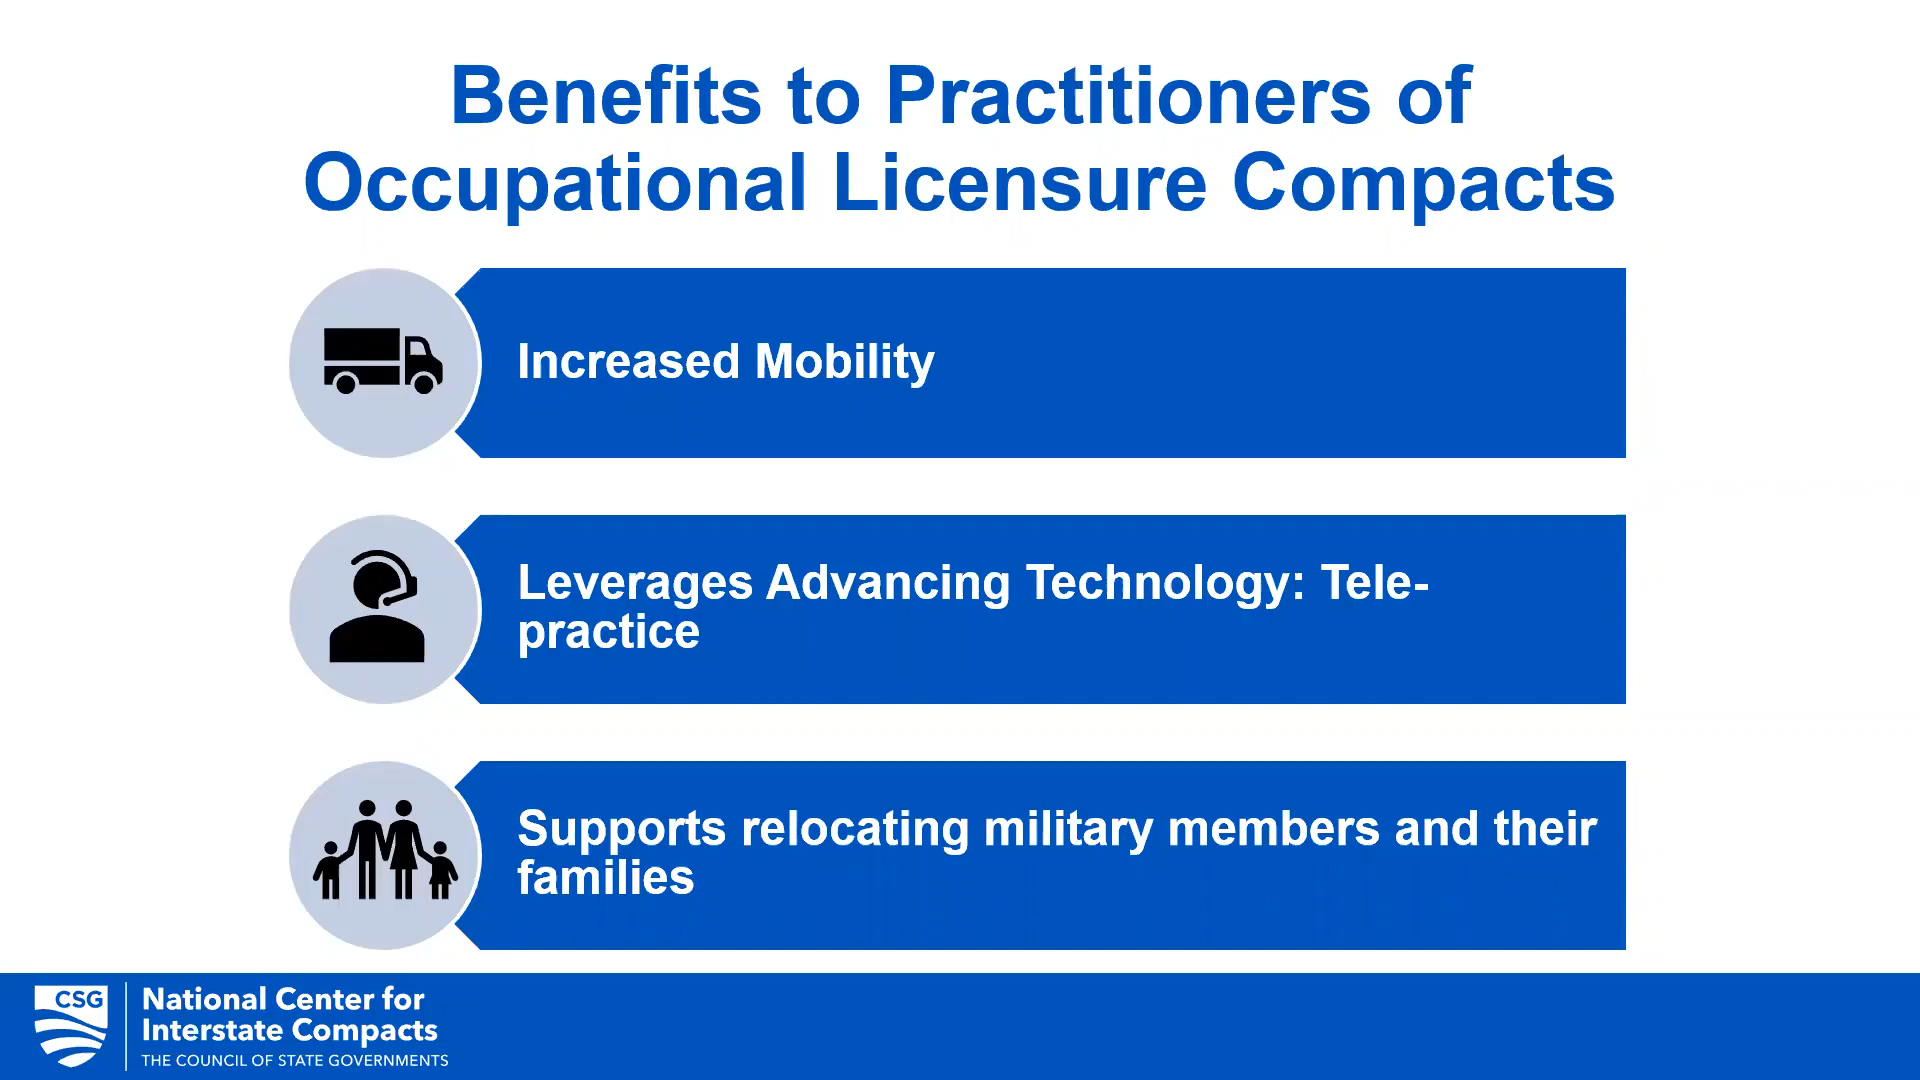 Benefits to Practitioners of
Occupational Licensure Compacts
Increased Mobility
Leverages Advancing Technology: Tele-
practice
Supports relocating military members and their
families
CSG
National Center for
Interstate Compacts
THE COUNCIL OF STATE GOVERNMENTS